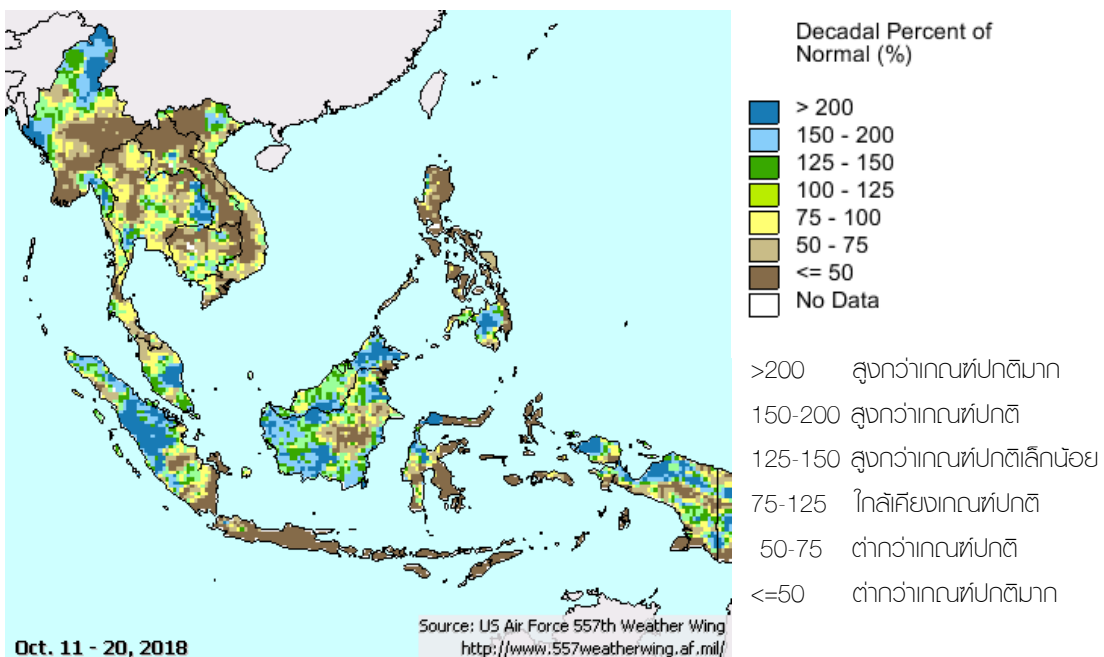 Decadal Percent of
Normal (%)
> 200
150 - 200
125 - 150
100 - 125
75 - 100
50 - 75
<= 50
No Data
>200 สูงกว่าเกณฑ์ปกติมาก
150-200 สูงกว่าเกณฑ์ปกติ
125-150 สูงกว่าเกณฑ์ปกติเล็กน้อย
75-125 ใกล้เคียงเกณฑ์ปกติ
50-75 ต่ากว่าเกณฑ์ปกติ
<=50 ต่ากว่าเกณฑ์ปกติมาก
Source: US Air Force 557th Weather Wing
Oct. 11 - 20, 2018 http://www.557weatherwing.af.mil/